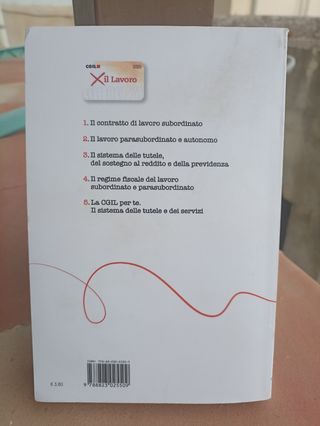 CGIL
il Lavoro
1. Il contratto di lavoro subordinato
2. Il lavoro parasubordinato e autonomo
3. Il sistema delle tutele,
del sostegno al reddito e della previdenza
4. Il regime fiscale del lavoro
subordinato e parasubordinato
5. La CGIL per te.
Il sistema delle tutele e dei servizi